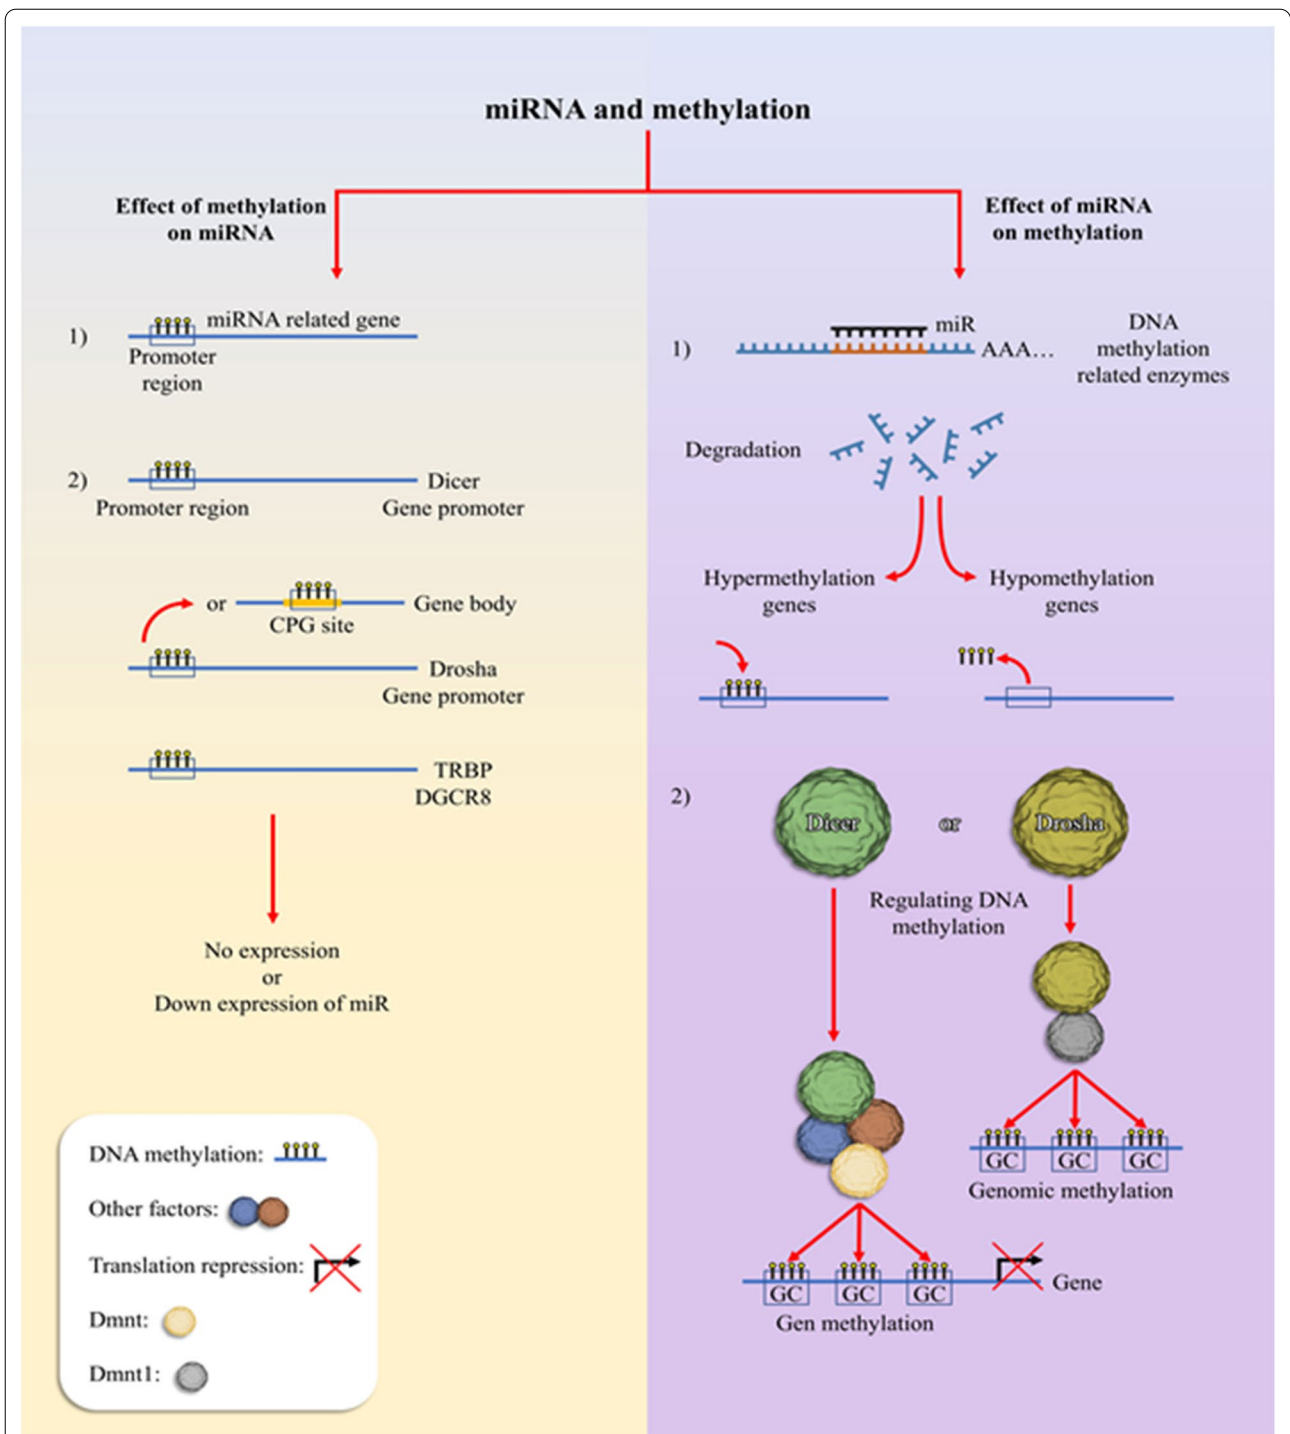 miRNA and methylation
Effect of methylation
on miRNA
1)
miRNA related gene
Promoter
region
2)
Dicer
Promoter region
Gene promoter
or
Gene body
CPG site
Drosha
Gene promoter
TRBP
DGCR8
No expression
or
Down expression of miR
DNA methylation:
Other factors:
Translation repression:
Dmnt:
Dmnt1:
Effect of miRNA
on methylation
1)
miR
AAA...
DNA
methylation
related enzymes
Degradation
Hypermethylation
genes
Hypomethylation
genes
2)
Dicer
or
Drosha
Regulating DNA
methylation
GC GC GC
Genomic methylation
GC GC GC
Gene
Gen methylation